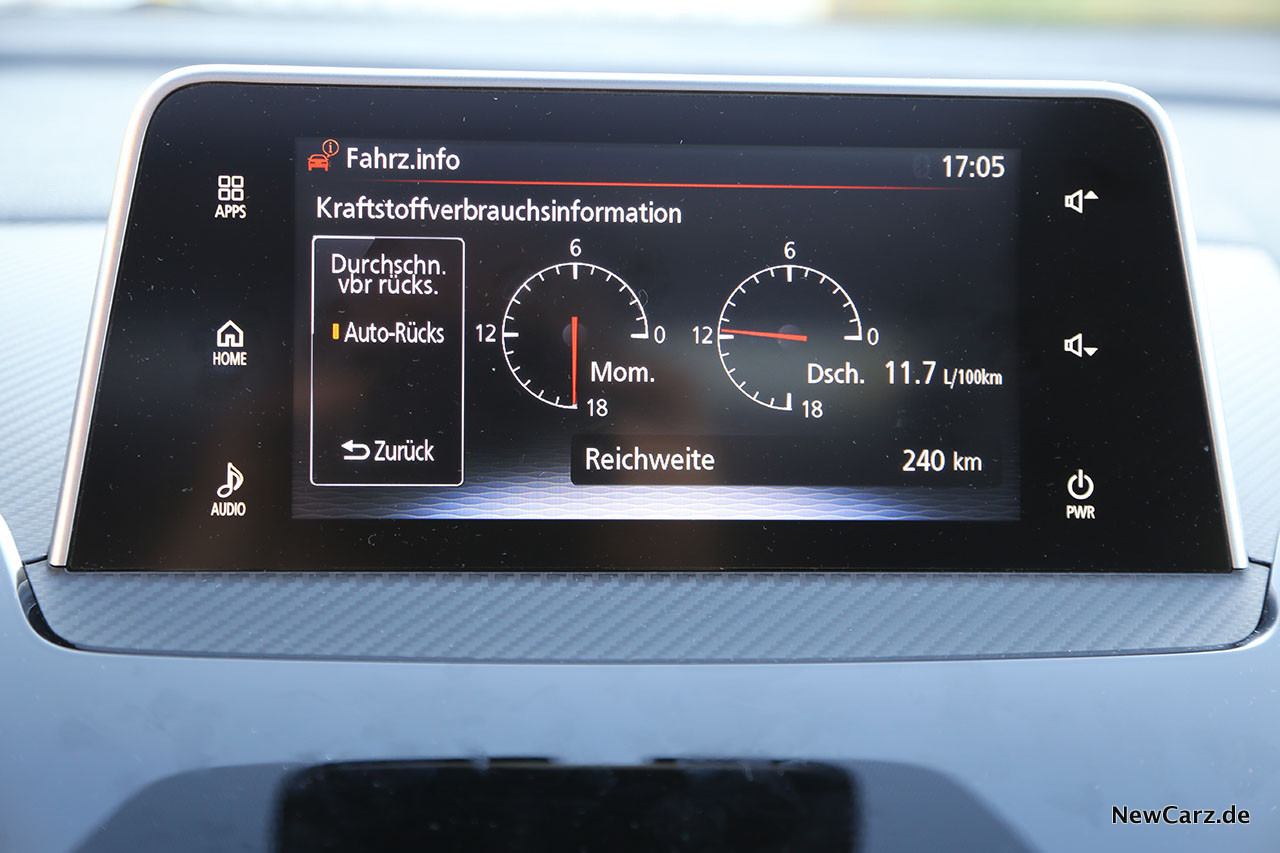 Fahrz.info
17:05
Kraftstoffverbrauchsinformation
Durchschn.
vbr rücks.
Auto-Rücks
Zurück
6
12
0
18
Mom.
6
12
0
18
Dsch. 11.7 L/100km
Reichweite 240 km
APPS
HOME
AUDIO
PWR
NewCarz.de